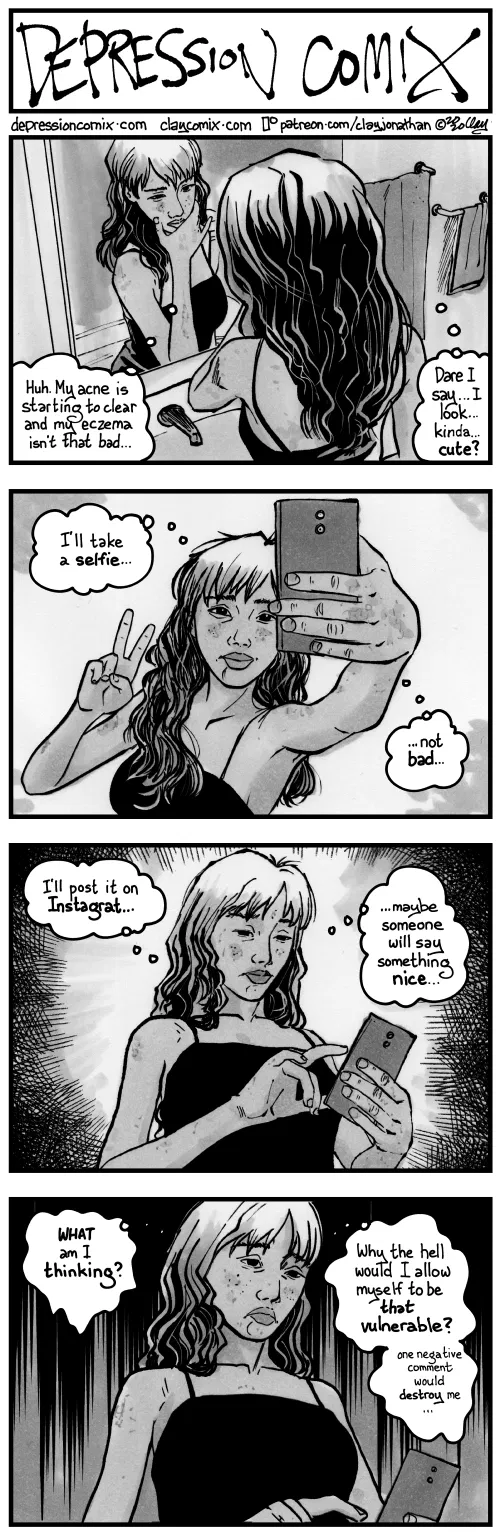 DEPRESSION COMIX
depressioncomix.com claycomix.com patreon.com/clayjonathan ©
Huh. My acne is
starting to clear
and my eczema
isn't that bad...
Dare I
say... I
look...
kinda...
cute?
I'll take
a selfie...
...not
bad...
I'll post it on
Instagrat...
...maybe
someone
will say
something
nice...
WHAT
am I
thinking?
Why the hell
would I allow
myself to be
that
vulnerable?
one negative
comment
would
destroy me
...